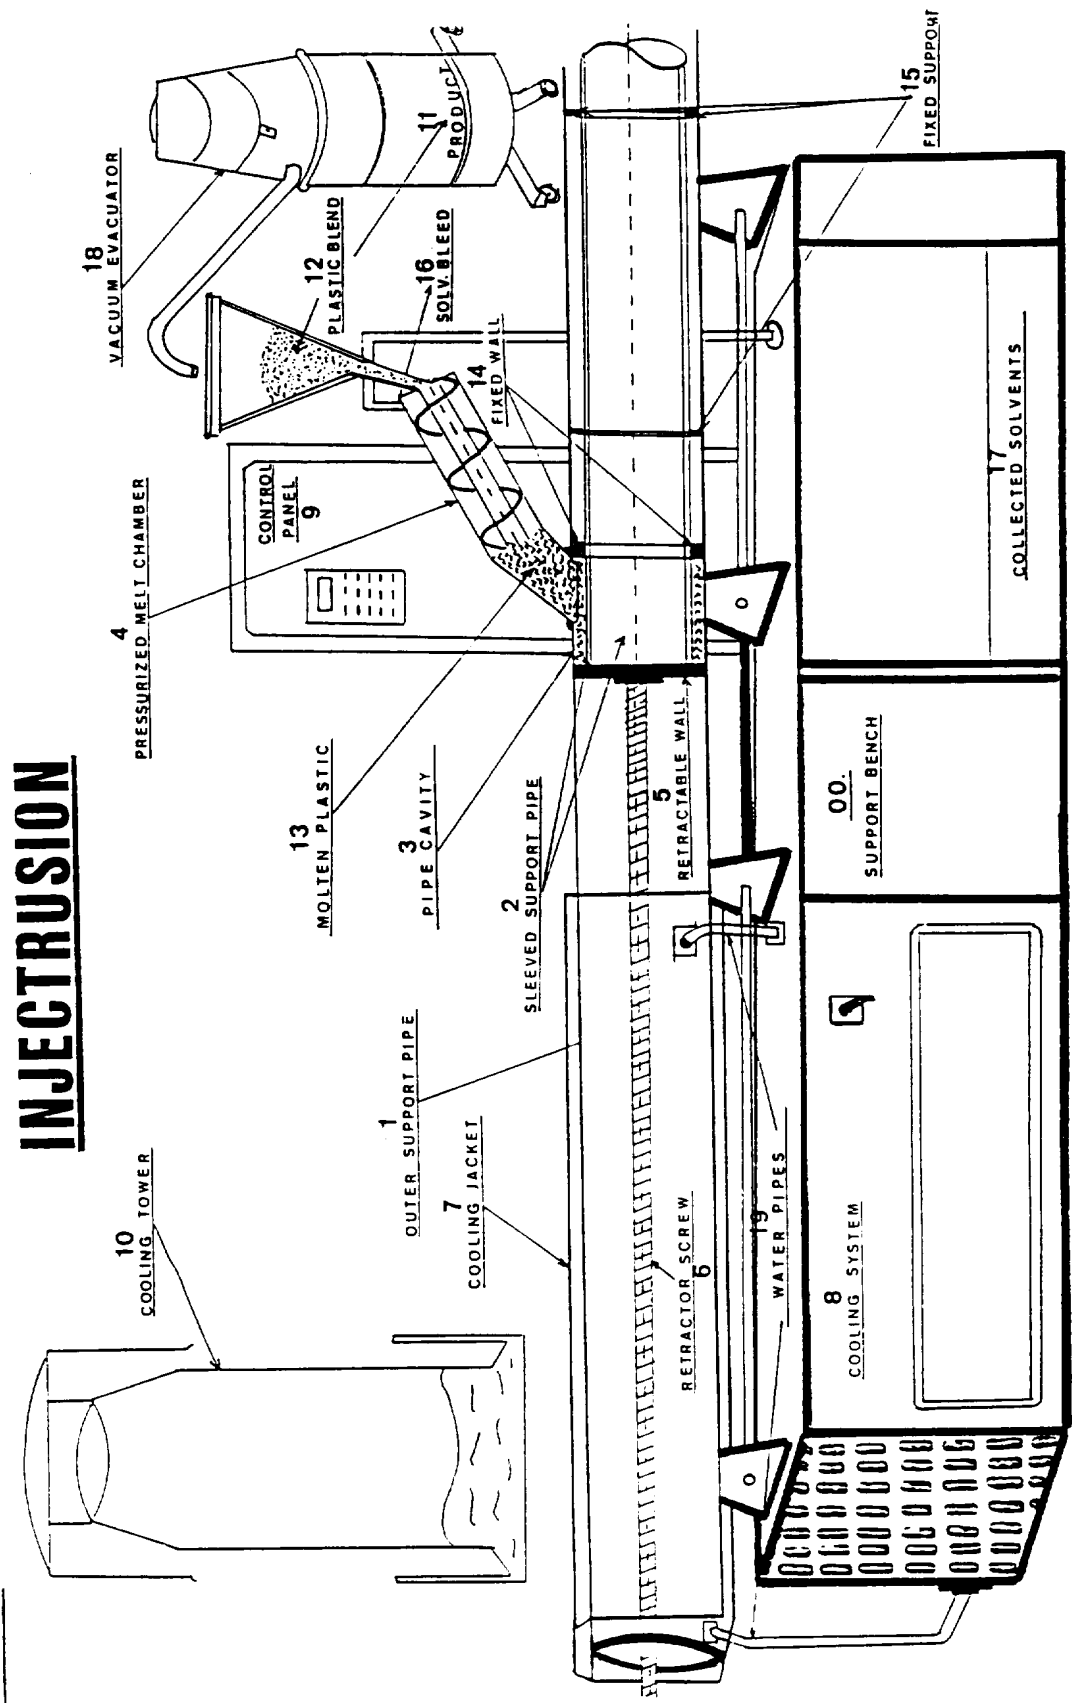 INJECTRUSION
10
COOLING TOWER
1
OUTER SUPPORT PIPE
7
COOLING JACKET
RETRACTOR SCREW
6
19
WATER PIPES
8
COOLING SYSTEM
13
MOLTEN PLASTIC
3
PIPE CAVITY
2
SLEEVED SUPPORT PIPE
5
RETRACTABLE WALL
00.
SUPPORT BENCH
4
PRESSURIZED MELT CHAMBER
CONTROL
PANEL
9
18
VACUUM EVACUATOR
12
PLASTIC BLEND
16
SOLV. BLEED
14
FIXED WALL
11
PRODUCT
15
FIXED SUPPORT
17
COLLECTED SOLVENTS